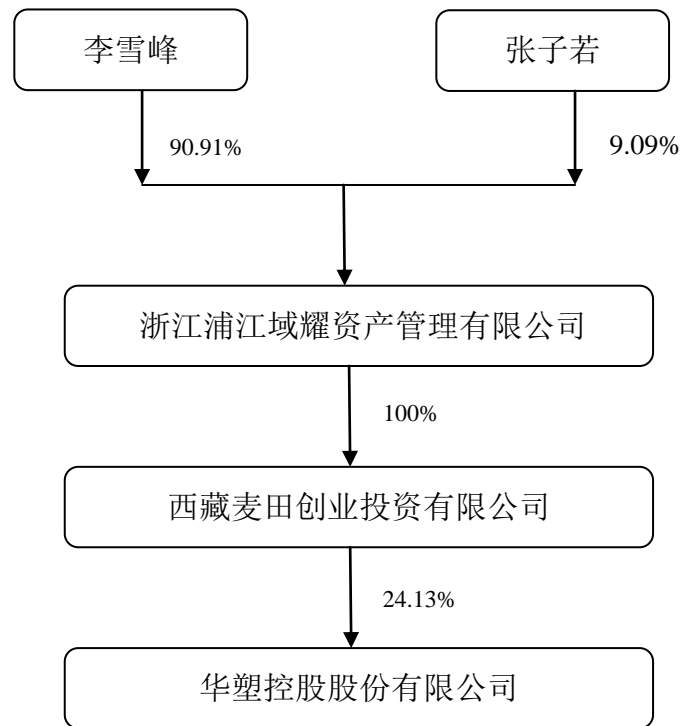 李雪峰
张子若
90.91%
9.09%
浙江浦江域耀资产管理有限公司
100%
西藏麦田创业投资有限公司
24.13%
华塑控股股份有限公司